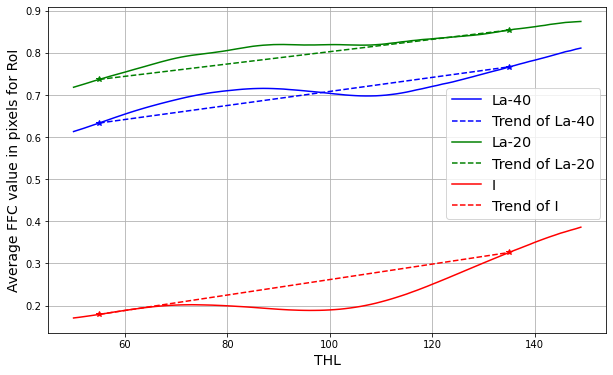 0.9
0.8
0.7
0.6
0.5
0.4
0.3
0.2
Average FFC value in pixels for RoI
La-40
Trend of La-40
La-20
Trend of La-20
I
Trend of I
60 80 100 120 140
THL